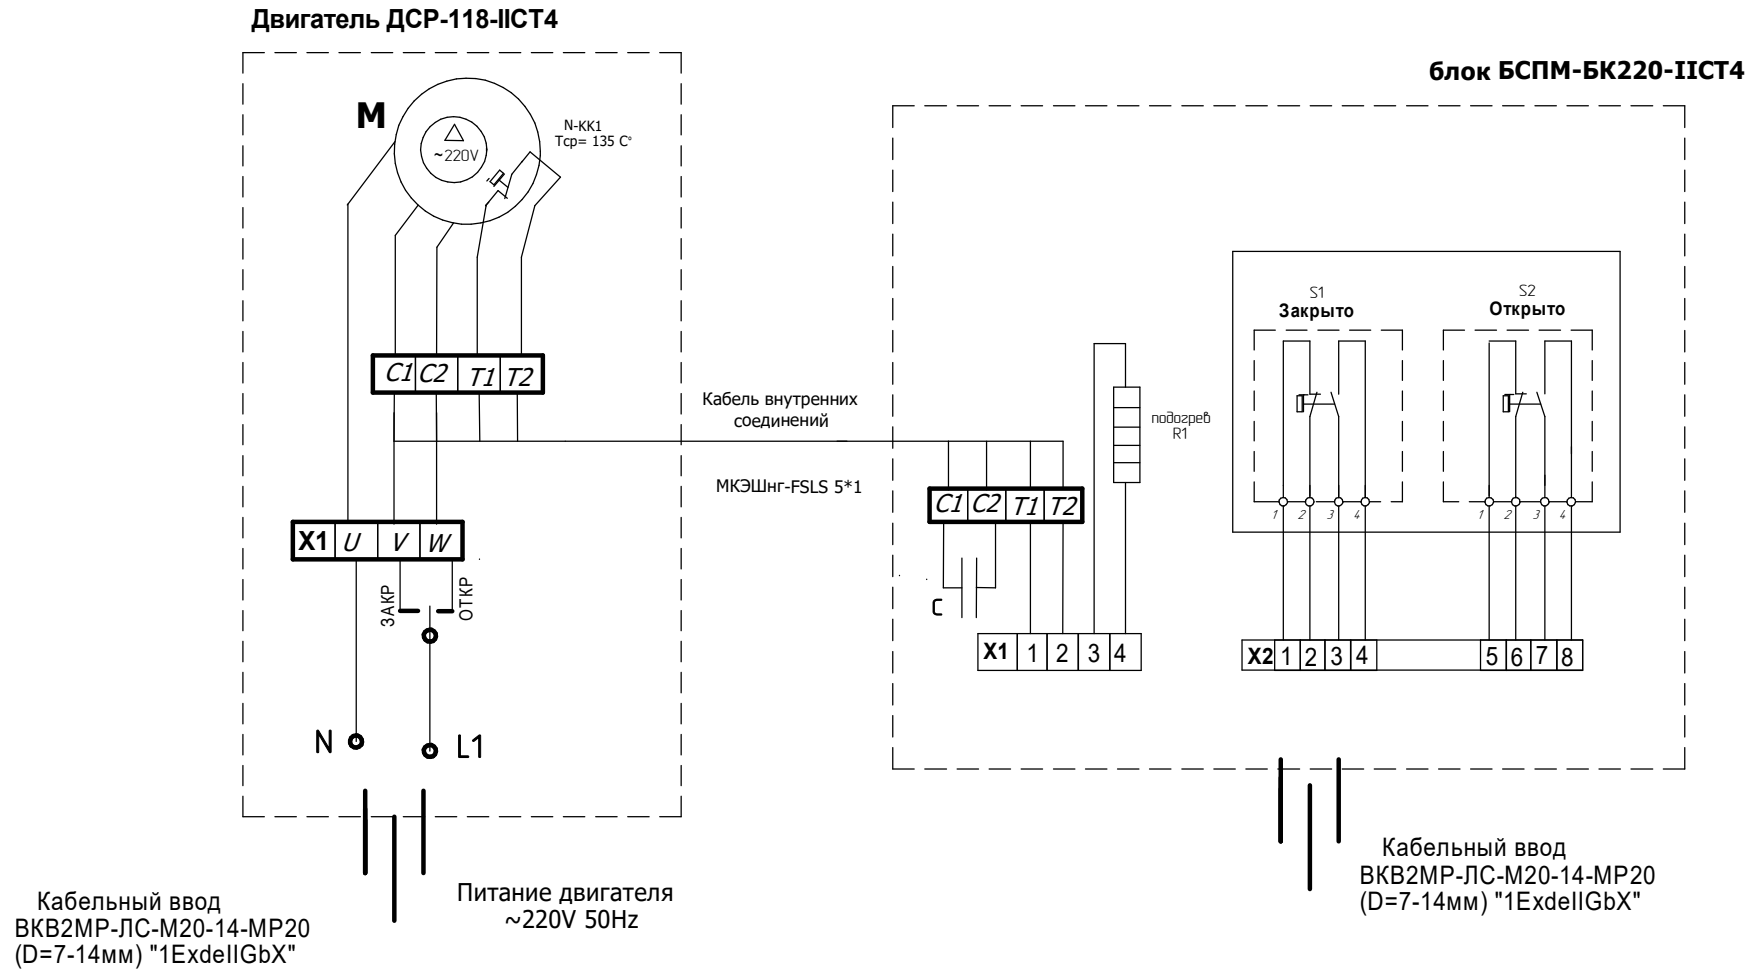 Двигатель ДСР-118-IIСТ4
блок БСПМ-БК220-IIСТ4
М
~220V
N-KK1
Tср= 135 C°
S1
Закрыто
S2
Открыто
C1 C2 T1 T2
Кабель внутренних
соединений
подогрев
R1
МКЭШнг-FSLS 5*1
C1 C2 T1 T2
1 2 3 4
1 2 3 4
X1 U V W
ЗАКР
ОТКР
C
X1 1 2 3 4
X2 1 2 3 4 5 6 7 8
N
L1
Кабельный ввод
ВКВ2МР-ЛС-М20-14-МР20
(D=7-14мм) "1ExdeIIGbX"
Питание двигателя
~220V 50Hz
Кабельный ввод
ВКВ2МР-ЛС-М20-14-МР20
(D=7-14мм) "1ExdeIIGbX"